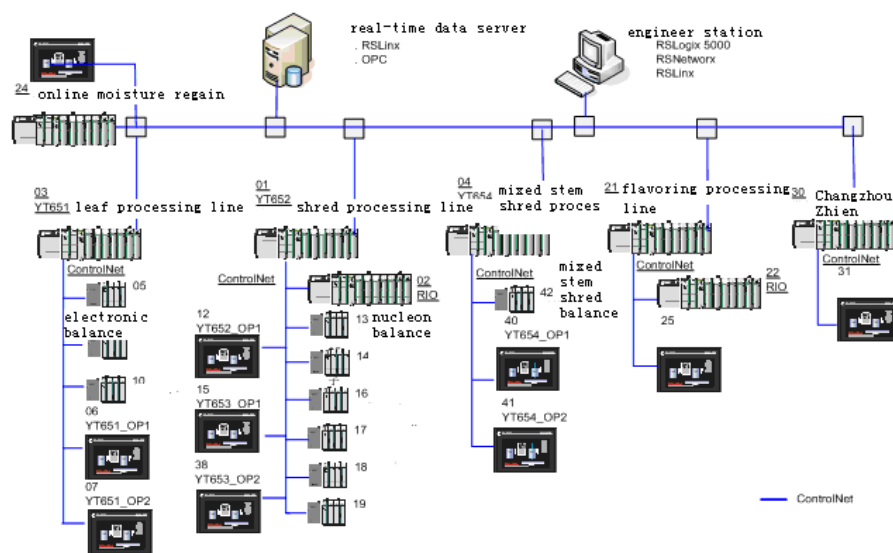 real-time data server
. RSLinx
. OPC
engineer station
RSLogix 5000
RSNetworx
RSLinx
24
online moisture regain
03
YT651
leaf processing line
01
YT652
shred processing line
04
YT654
mixed stem
shred proces
21
flavoring processing
line
30
Changzhou
Zhien
ControlNet
05
electronic
balance
10
06
YT651_OP1
07
YT651_OP2
ControlNet
02
RIO
12
YT652_OP1
13
nucleon
balance
14
子
15
YT653_OP1
16
17
38
YT653_OP2
18
19
ControlNet
42
mixed
stem
shred
balance
40
YT654_OP1
41
YT654_OP2
ControlNet
22
RIO
25
ControlNet
31
ControlNet